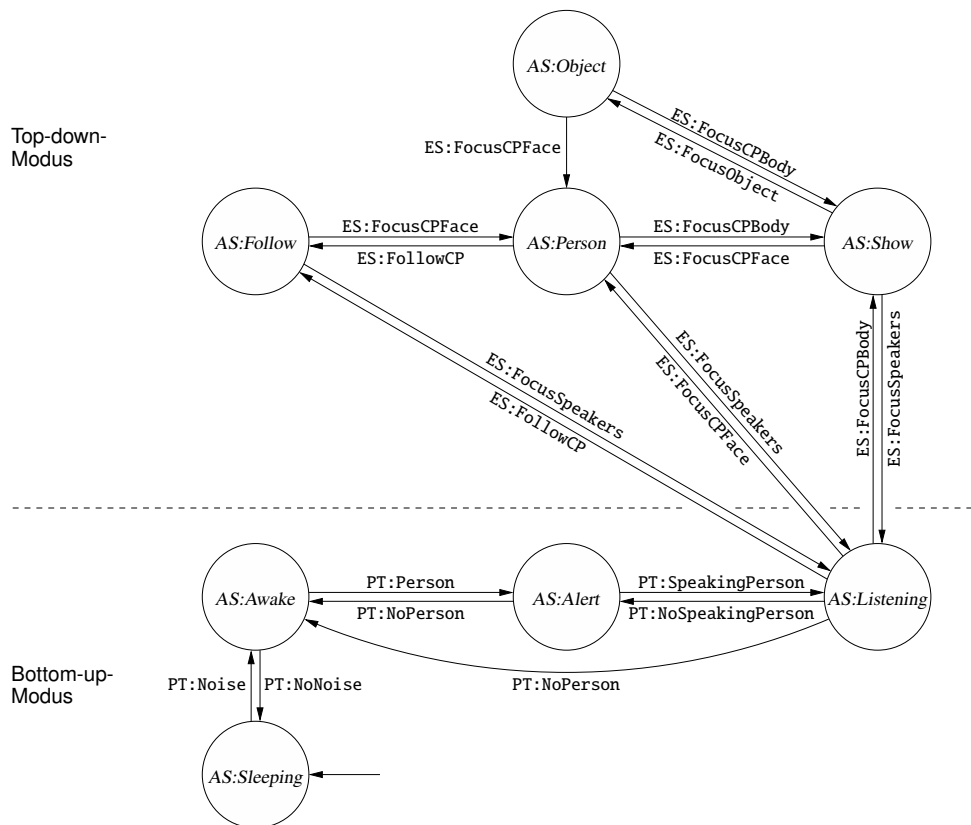 AS:Object
Top-down-
Modus
ES:FocusCPFace
ES:FocusCPBody
ES:FocusObject
AS:Follow
ES:FocusCPFace
ES:FollowCP
AS:Person
ES:FocusCPBody
ES:FocusCPFace
AS:Show
ES:FocusSpeakers
ES:FollowCP
ES:FocusSpeakers
ES:FocusCPFace
ES:FocusCPBody
ES:FocusSpeakers
AS:Awake
PT:Person
PT:NoPerson
AS:Alert
PT:SpeakingPerson
PT:NoSpeakingPerson
AS:Listening
Bottom-up-
Modus
PT:Noise
PT:NoNoise
PT:NoPerson
AS:Sleeping